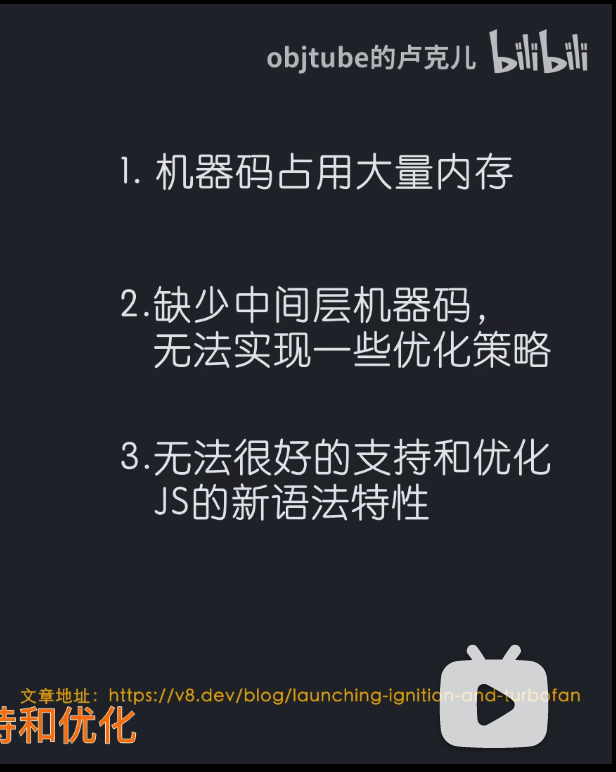 objtube的卢克儿 bilibili
1. 机器码占用大量内存
2.缺少中间层机器码，
无法实现一些优化策略
3.无法很好的支持和优化
JS的新语法特性
文章地址：https://v8.dev/blog/launching-ignition-and-turbofan
持和优化